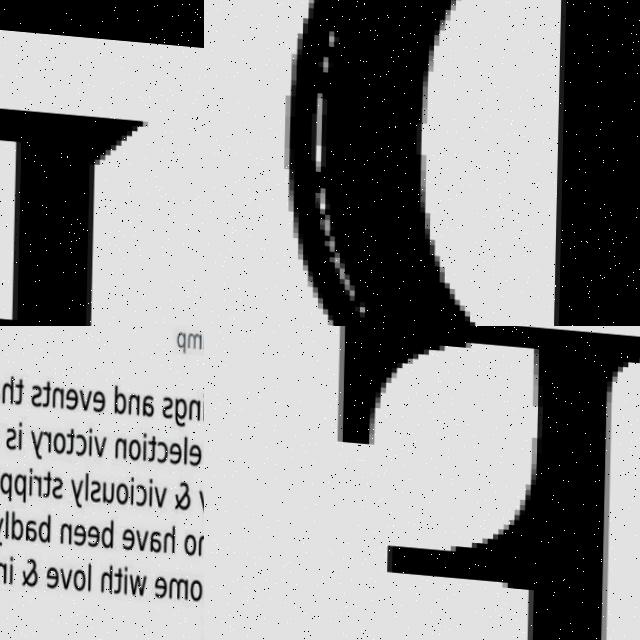 mp
ngs and events th
election victory is
& viciously stripp
have been badly
ome with love & in